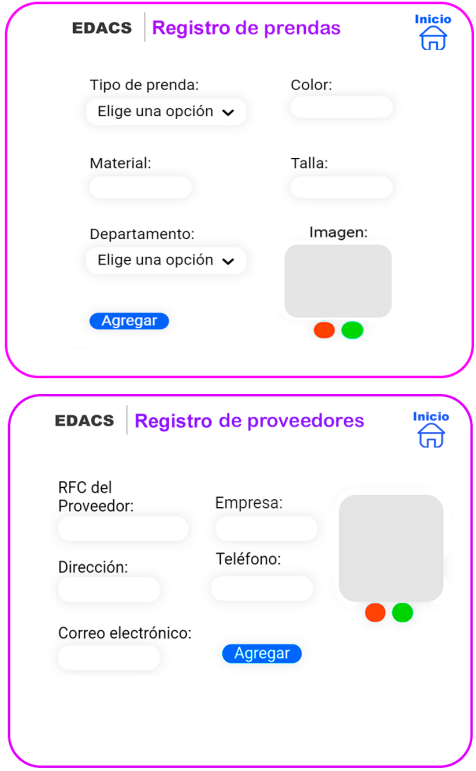 EDACS Registro de prendas
Inicio
Tipo de prenda: Color:
Elige una opción
Material: Talla:
Departamento: Imagen:
Elige una opción
Agregar
EDACS Registro de proveedores
Inicio
RFC del
Proveedor: Empresa:
Dirección: Teléfono:
Correo electrónico:
Agregar